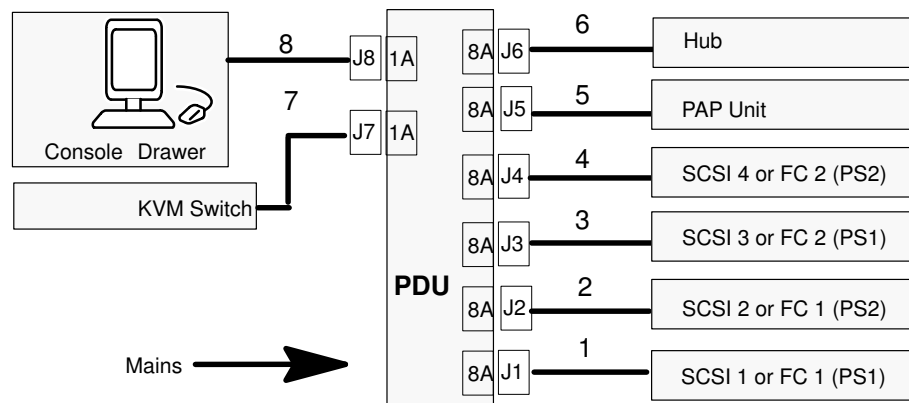 8
J8
1A
8A
J6
6
Hub
7
J7
1A
8A
J5
5
PAP Unit
Console Drawer
8A
J4
4
SCSI 4 or FC 2 (PS2)
KVM Switch
8A
J3
3
SCSI 3 or FC 2 (PS1)
PDU
8A
J2
2
SCSI 2 or FC 1 (PS2)
Mains
8A
J1
1
SCSI 1 or FC 1 (PS1)